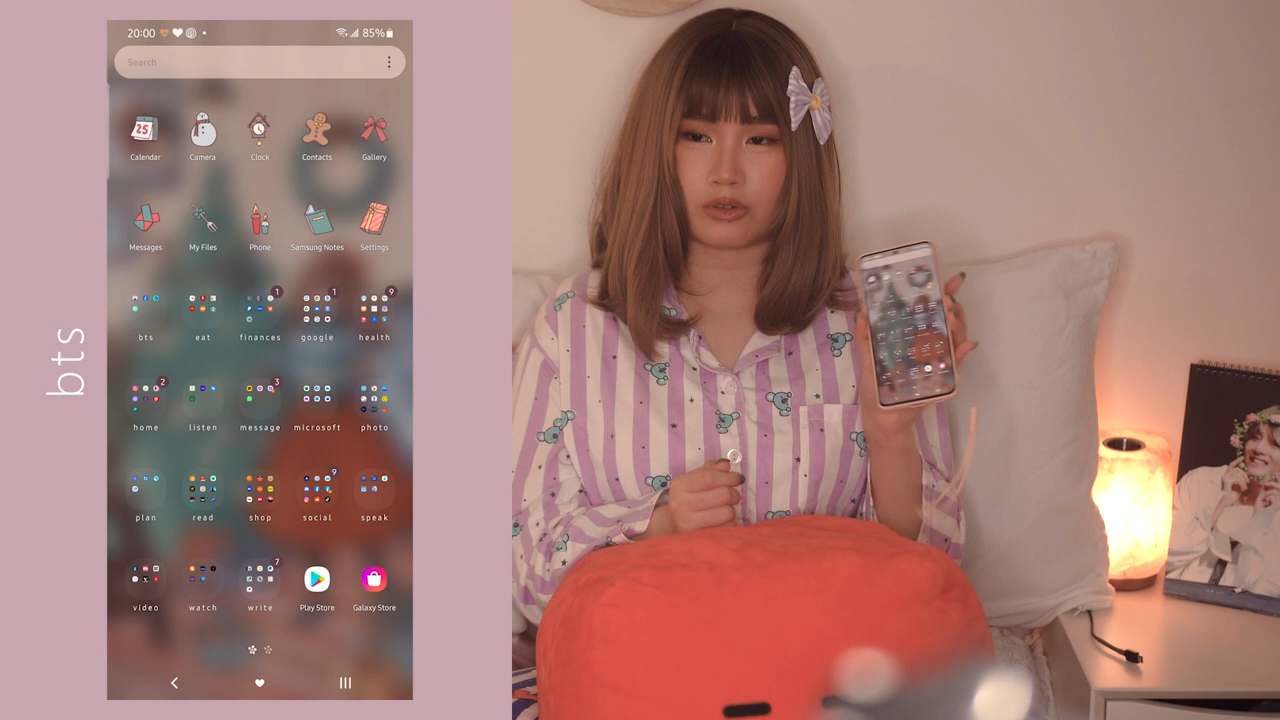 bts
20:00
85%
Search
25
Calendar
Camera
Clock
Contacts
Gallery
Messages
My Files
Phone
Samsung Notes
Settings
1
1
9
bts
eat
finances
google
health
2
3
home
listen
message
microsoft
photo
9
plan
read
shop
social
speak
7
video
watch
write
Play Store
Galaxy Store